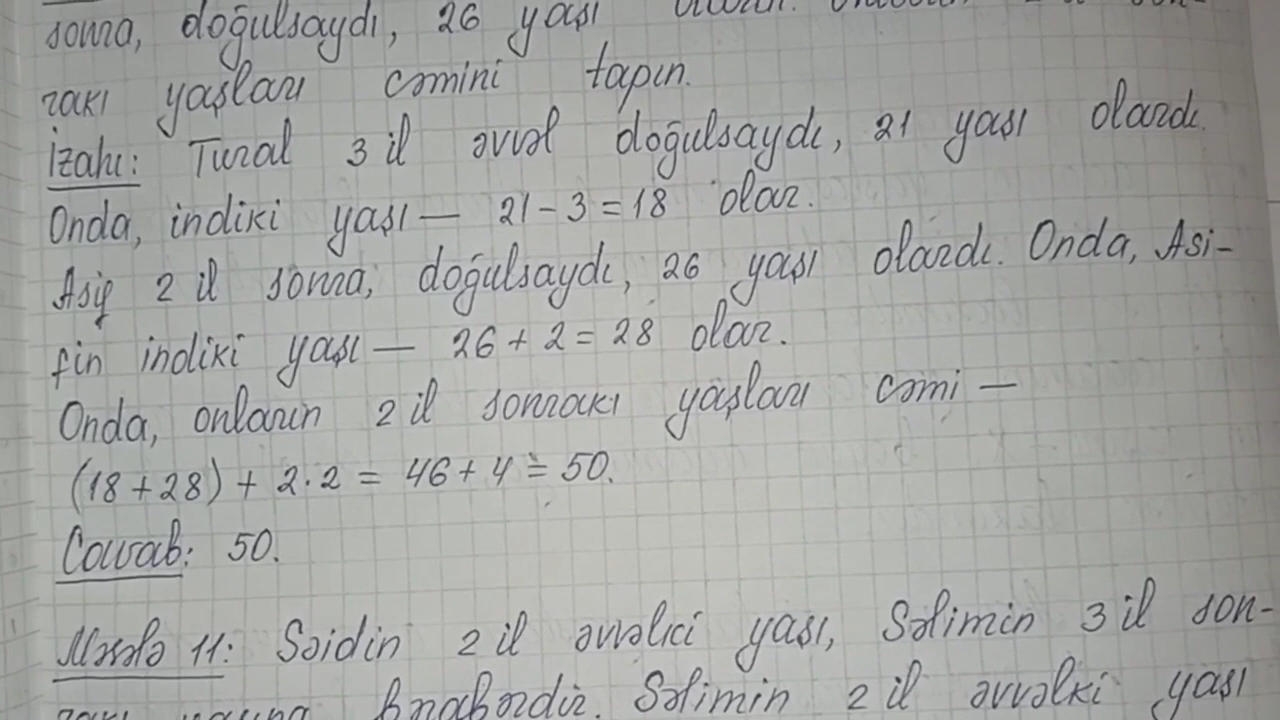 sonra, doğulsaydı, 26 yaşı
rakı yaşları cəmini tapın.
İzahı: Tural 3 il əvvəl doğulsaydı, 21 yaşı olardı.
Onda, indiki yaşı — 21 - 3 = 18 olar.
Asif 2 il sonra, doğulsaydı, 26 yaşı olardı. Onda, Asi-
fin indiki yaşı — 26 + 2 = 28 olar.
Onda, onların 2 il sonrakı yaşları cəmi —
(18 + 28) + 2 · 2 = 46 + 4 = 50.
Cavab: 50.
Məsələ 11: Səidin 2 il əvvəlki yaşı, Səlimin 3 il son-
rakı yaşına bərabərdir. Səlimin 2 il əvvəlki yaşı